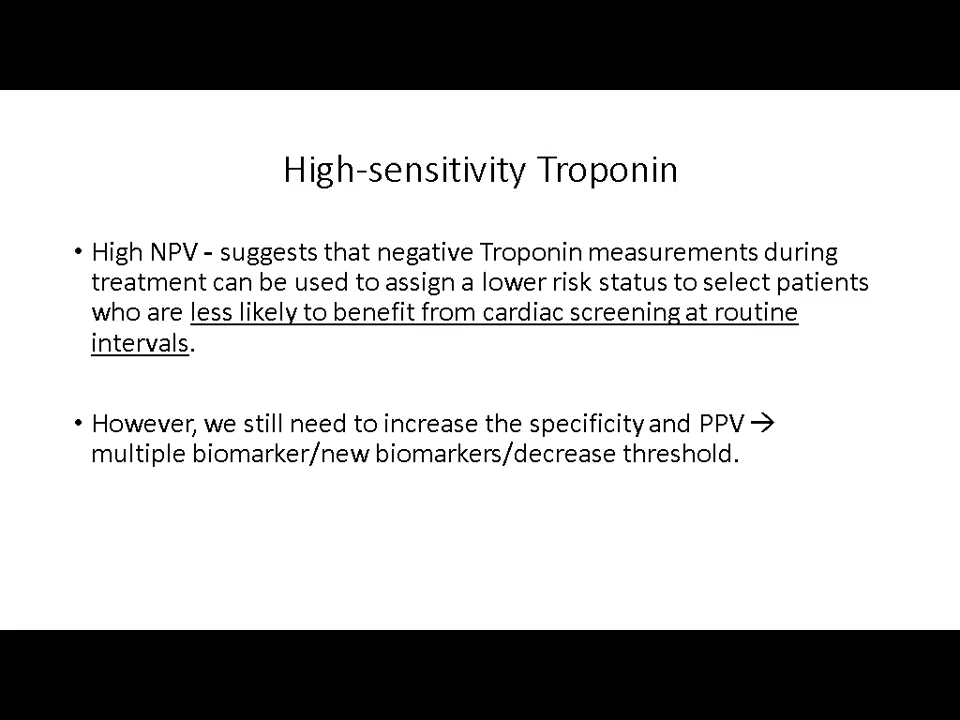 High-sensitivity Troponin
• High NPV - suggests that negative Troponin measurements during
treatment can be used to assign a lower risk status to select patients
who are less likely to benefit from cardiac screening at routine
intervals.
• However, we still need to increase the specificity and PPV →
multiple biomarker/new biomarkers/decrease threshold.